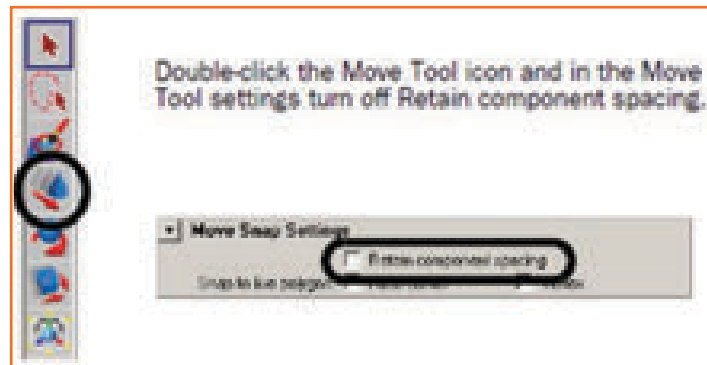 Double-click the Move Tool icon and in the Move
Tool settings turn off Retain component spacing.
Move Snap Settings
Retain component spacing
Snap to live polygon